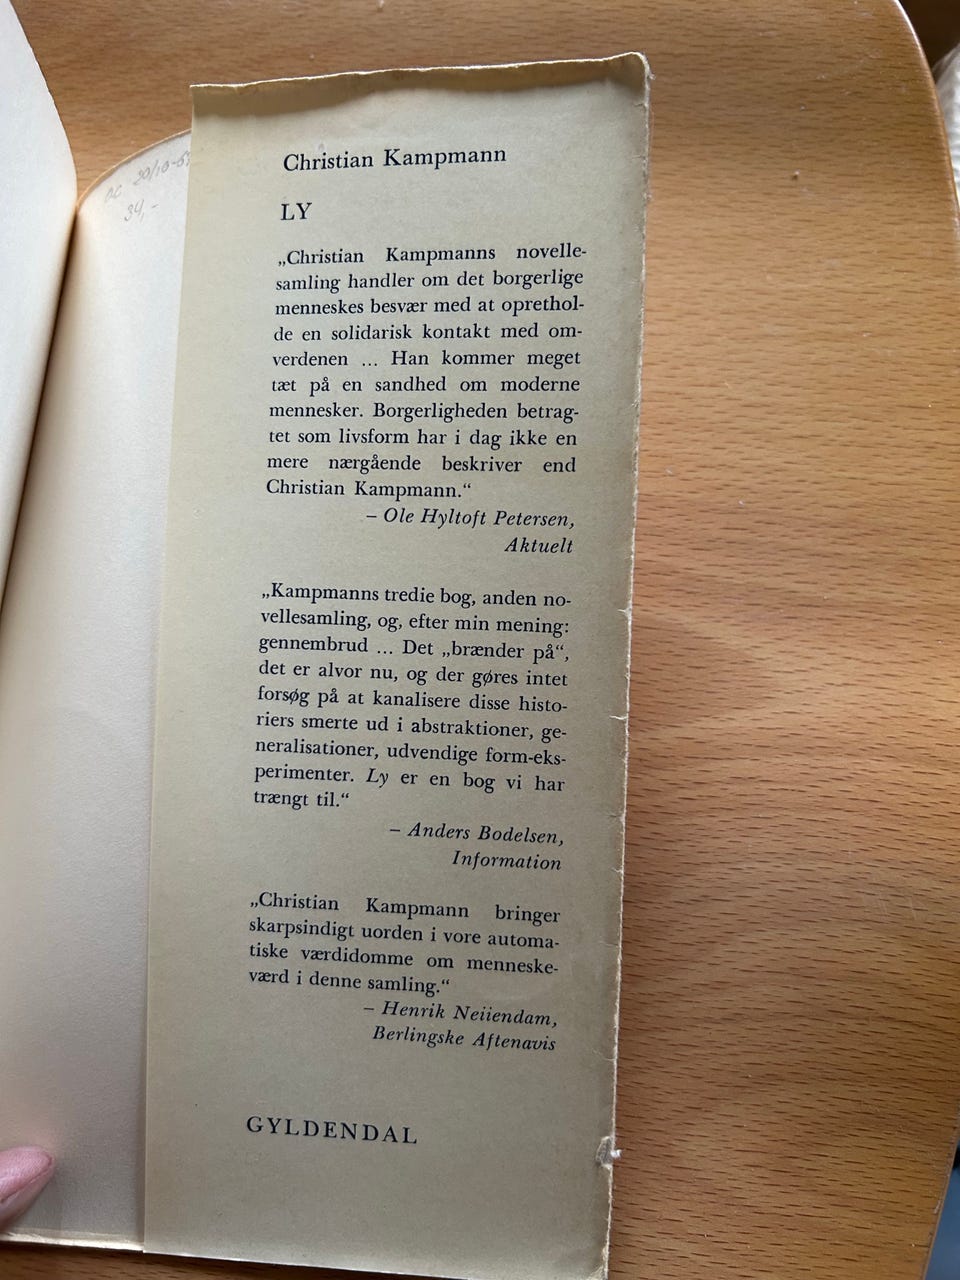 20/10-6
34,-
Christian Kampmann
LY
„Christian Kampmanns novelle-
samling handler om det borgerlige
menneskes besvær med at oprethol-
de en solidarisk kontakt med om-
verdenen ... Han kommer meget
tæt på en sandhed om moderne
mennesker. Borgerligheden betrag-
tet som livsform har i dag ikke en
mere nærgående beskriver end
Christian Kampmann.“
– Ole Hyltoft Petersen,
Aktuelt
„Kampmanns tredie bog, anden no-
vellesamling, og, efter min mening:
gennembrud ... Det „brænder på“,
det er alvor nu, og der gøres intet
forsøg på at kanalisere disse histo-
riers smerte ud i abstraktioner, ge-
neralisationer, udvendige form-eks-
perimenter. Ly er en bog vi har
trængt til.“
– Anders Bodelsen,
Information
„Christian Kampmann bringer
skarpsindigt uorden i vore automa-
tiske værdidomme om menneske-
værd i denne samling.“
– Henrik Neiiendam,
Berlingske Aftenavis
GYLDENDAL